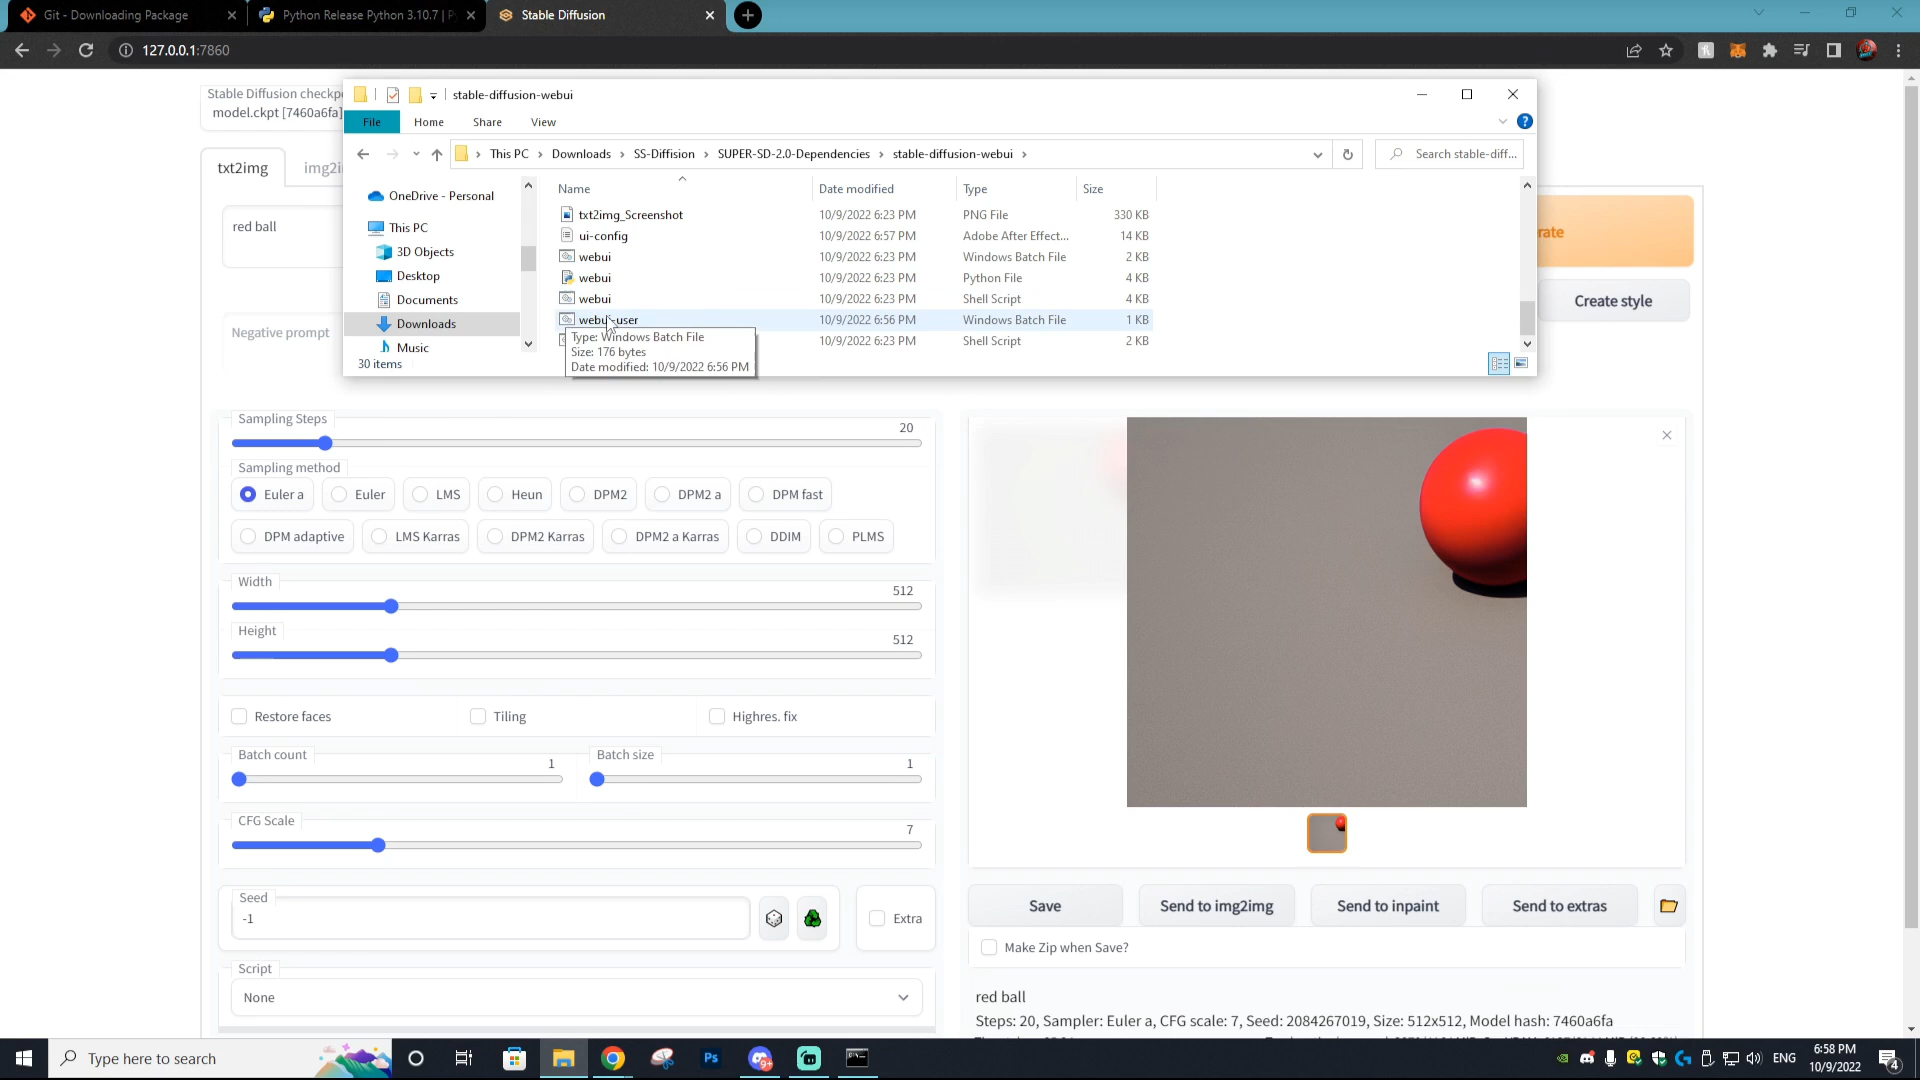 Git - Downloading Package
Python Release Python 3.10.7 | Py
Stable Diffusion
127.0.0.1:7860
Stable Diffusion checkp
model.ckpt [7460a6fa]
stable-diffusion-webui
File
Home
Share
View
This PC > Downloads > SS-Diffision > SUPER-SD-2.0-Dependencies > stable-diffusion-webui >
Search stable-diff...
txt2img
img2i
Name
Date modified
Type
Size
OneDrive - Personal
This PC
3D Objects
Desktop
Documents
Downloads
Music
30 items
txt2img_Screenshot 10/9/2022 6:23 PM PNG File 330 KB
ui-config 10/9/2022 6:57 PM Adobe After Effect... 14 KB
webui 10/9/2022 6:23 PM Windows Batch File 2 KB
webui 10/9/2022 6:23 PM Python File 4 KB
webui 10/9/2022 6:23 PM Shell Script 4 KB
webui-user 10/9/2022 6:56 PM Windows Batch File 1 KB
10/9/2022 6:23 PM Shell Script 2 KB
Type: Windows Batch File
Size: 176 bytes
Date modified: 10/9/2022 6:56 PM
red ball
Negative prompt
rate
Create style
Sampling Steps
20
Sampling method
Euler a
Euler
LMS
Heun
DPM2
DPM2 a
DPM fast
DPM adaptive
LMS Karras
DPM2 Karras
DPM2 a Karras
DDIM
PLMS
Width
512
Height
512
Restore faces
Tiling
Highres. fix
Batch count
1
Batch size
1
CFG Scale
7
Seed
-1
Extra
Script
None
Save
Send to img2img
Send to inpaint
Send to extras
Make Zip when Save?
red ball
Steps: 20, Sampler: Euler a, CFG scale: 7, Seed: 2084267019, Size: 512x512, Model hash: 7460a6fa
Type here to search
Ps
ENG
6:58 PM
10/9/2022
4